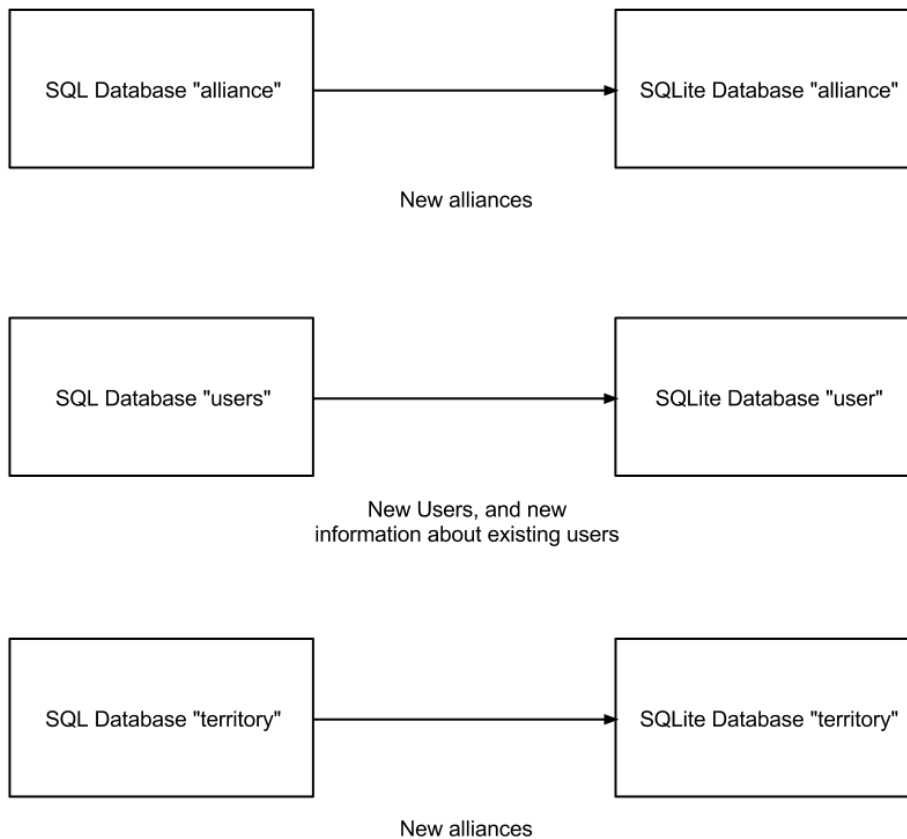 SQL Database "alliance"
SQLite Database "alliance"
New alliances
SQL Database "users"
SQLite Database "user"
New Users, and new
information about existing users
SQL Database "territory"
SQLite Database "territory"
New alliances